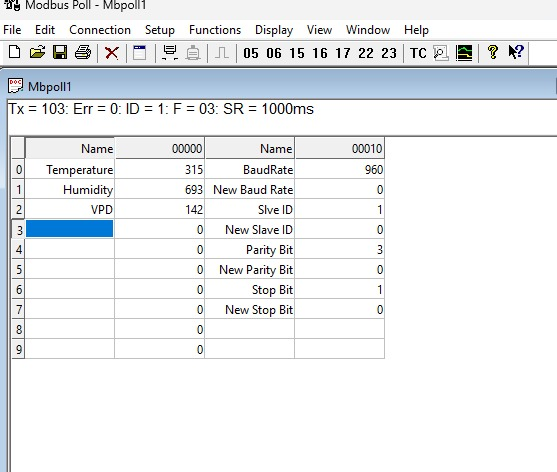 Modbus Poll - Mbpoll1
File Edit Connection Setup Functions Display View Window Help
05 06 15 16 17 22 23 TC
Mbpoll1
Tx = 103: Err = 0: ID = 1: F = 03: SR = 1000ms
Name 00000 Name 00010
0 Temperature 315 BaudRate 960
1 Humidity 693 New Baud Rate 0
2 VPD 142 Slve ID 1
3 0 New Slave ID 0
4 0 Parity Bit 3
5 0 New Parity Bit 0
6 0 Stop Bit 1
7 0 New Stop Bit 0
8 0
9 0